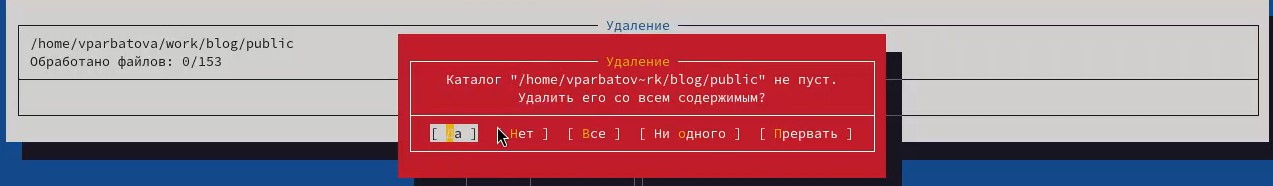 Удаление
/home/vparbatova/work/blog/public
Обработано файлов: 0/153
Удаление
Каталог "/home/vparbatov~rk/blog/public" не пуст.
Удалить его со всем содержимым?
[ Да ] [ Нет ] [ Все ] [ Ни одного ] [ Прервать ]